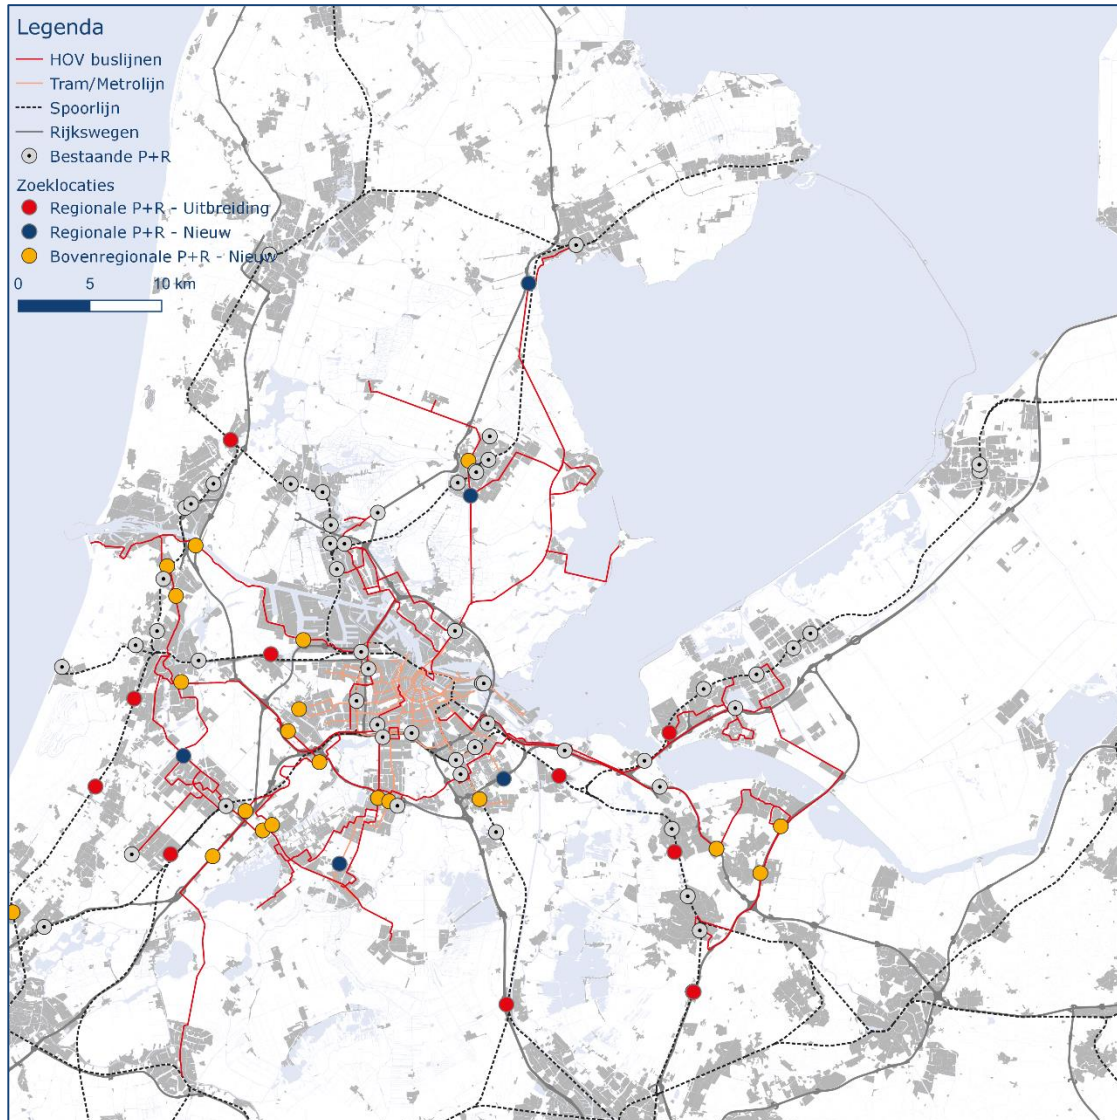 Legenda
HOV buslijnen
Tram/Metrolijn
Spoorlijn
Rijkswegen
Bestaande P+R
Zoeklocaties
Regionale P+R - Uitbreiding
Regionale P+R - Nieuw
Bovenregionale P+R - Nieuw
0 5 10 km